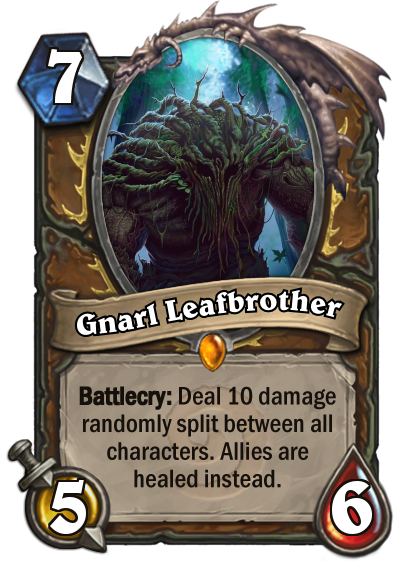 7
Gnarl Leafbrother
Battlecry: Deal 10 damage
randomly split between all
characters. Allies are
healed instead.
5
6